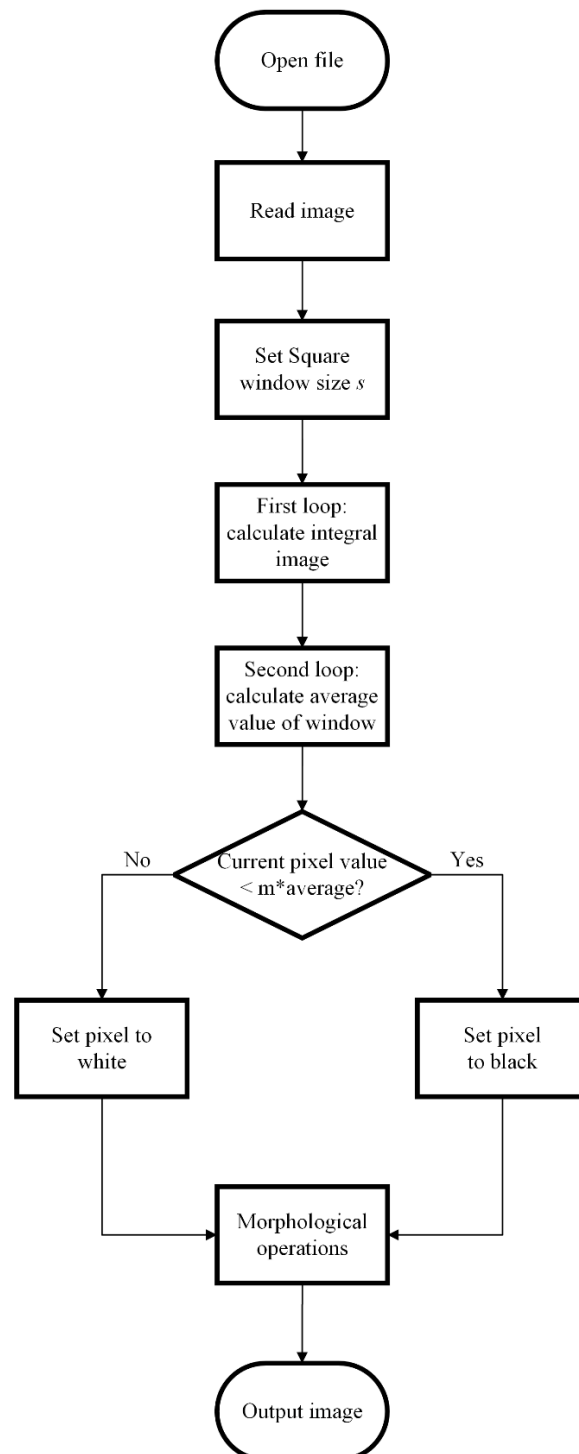 Open file
Read image
Set Square
window size s
First loop:
calculate integral
image
Second loop:
calculate average
value of window
Current pixel value
< m*average?
No
Yes
Set pixel to
white
Set pixel
to black
Morphological
operations
Output image